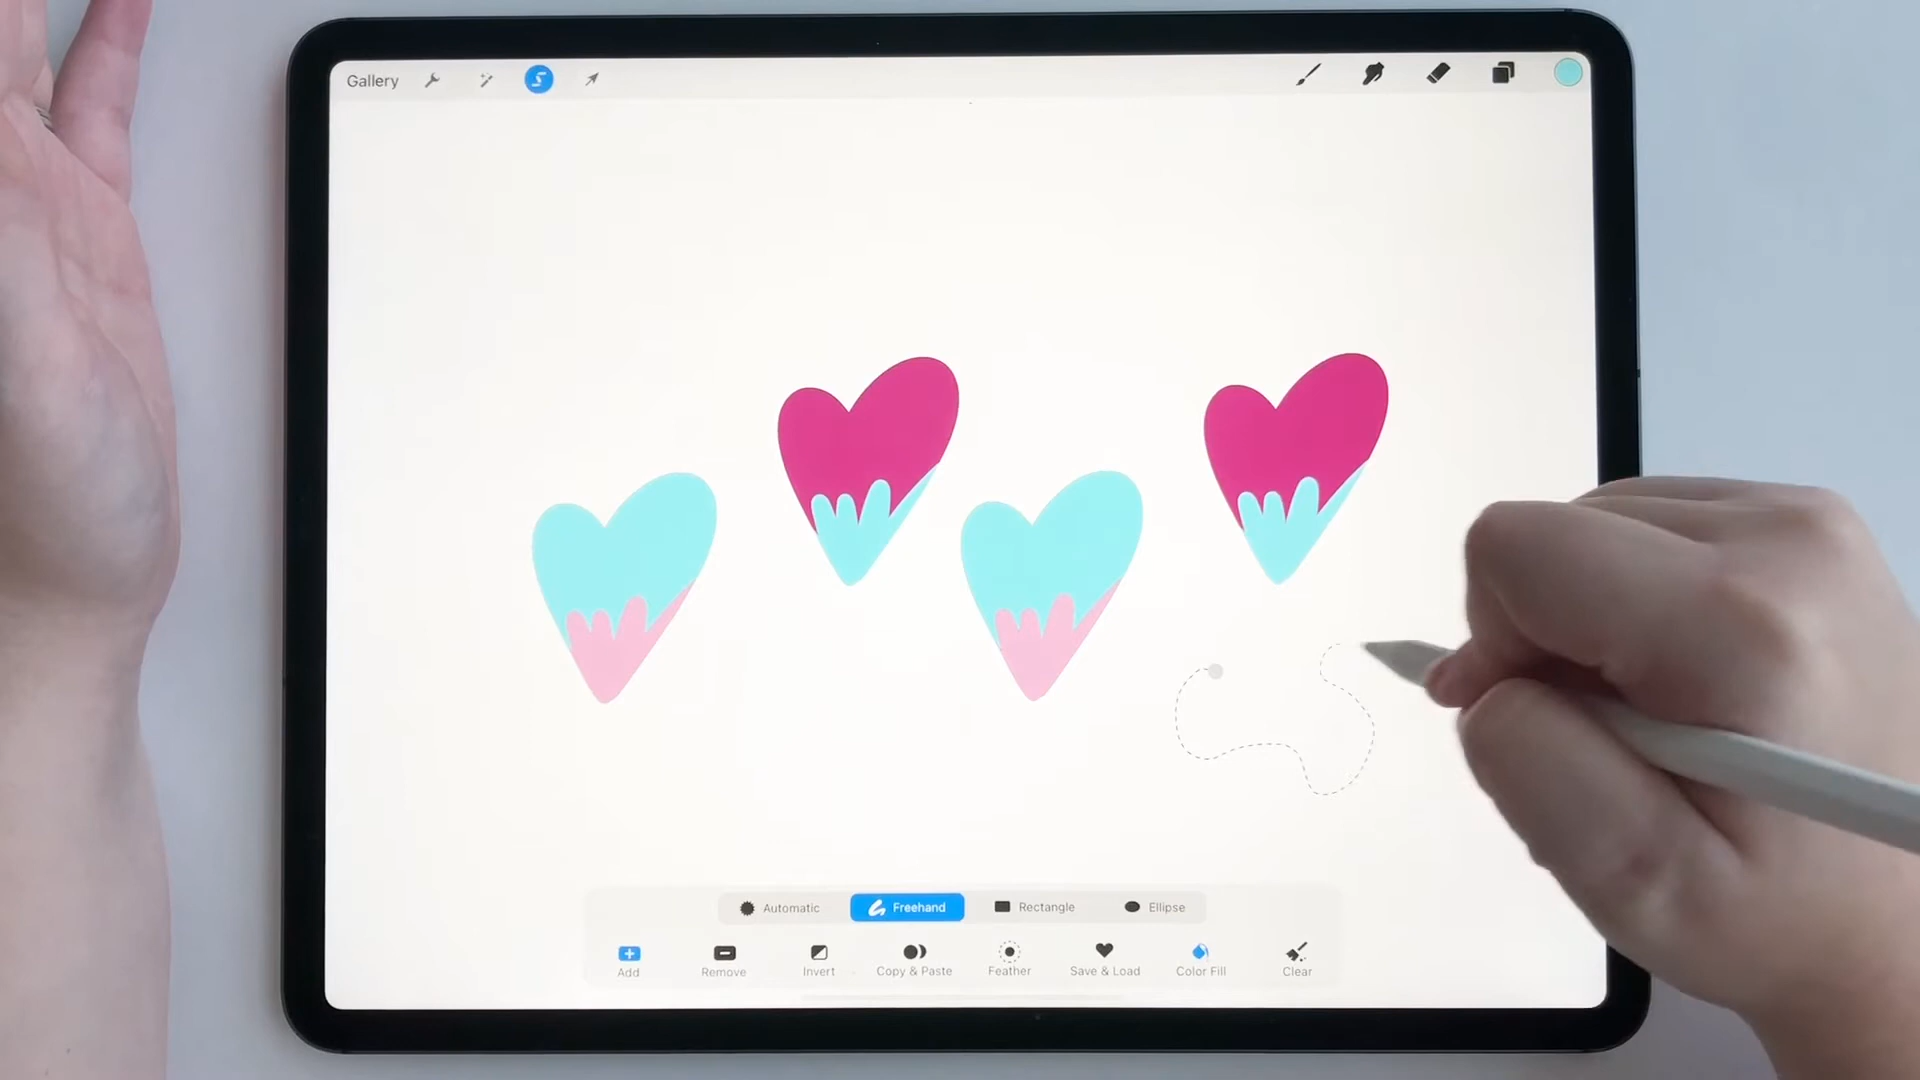 Gallery
Automatic Freehand Rectangle Ellipse
Add Remove Invert Copy & Paste Feather Save & Load Color Fill Clear